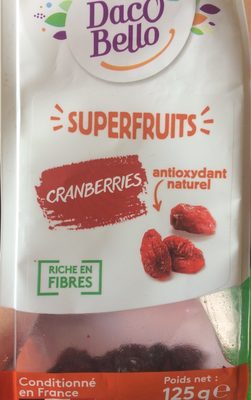 Daco
Bello
SUPERFRUITS
CRANBERRIES
antioxydant
naturel
RICHE EN
FIBRES
Conditionné
en France
Poids net :
125g e